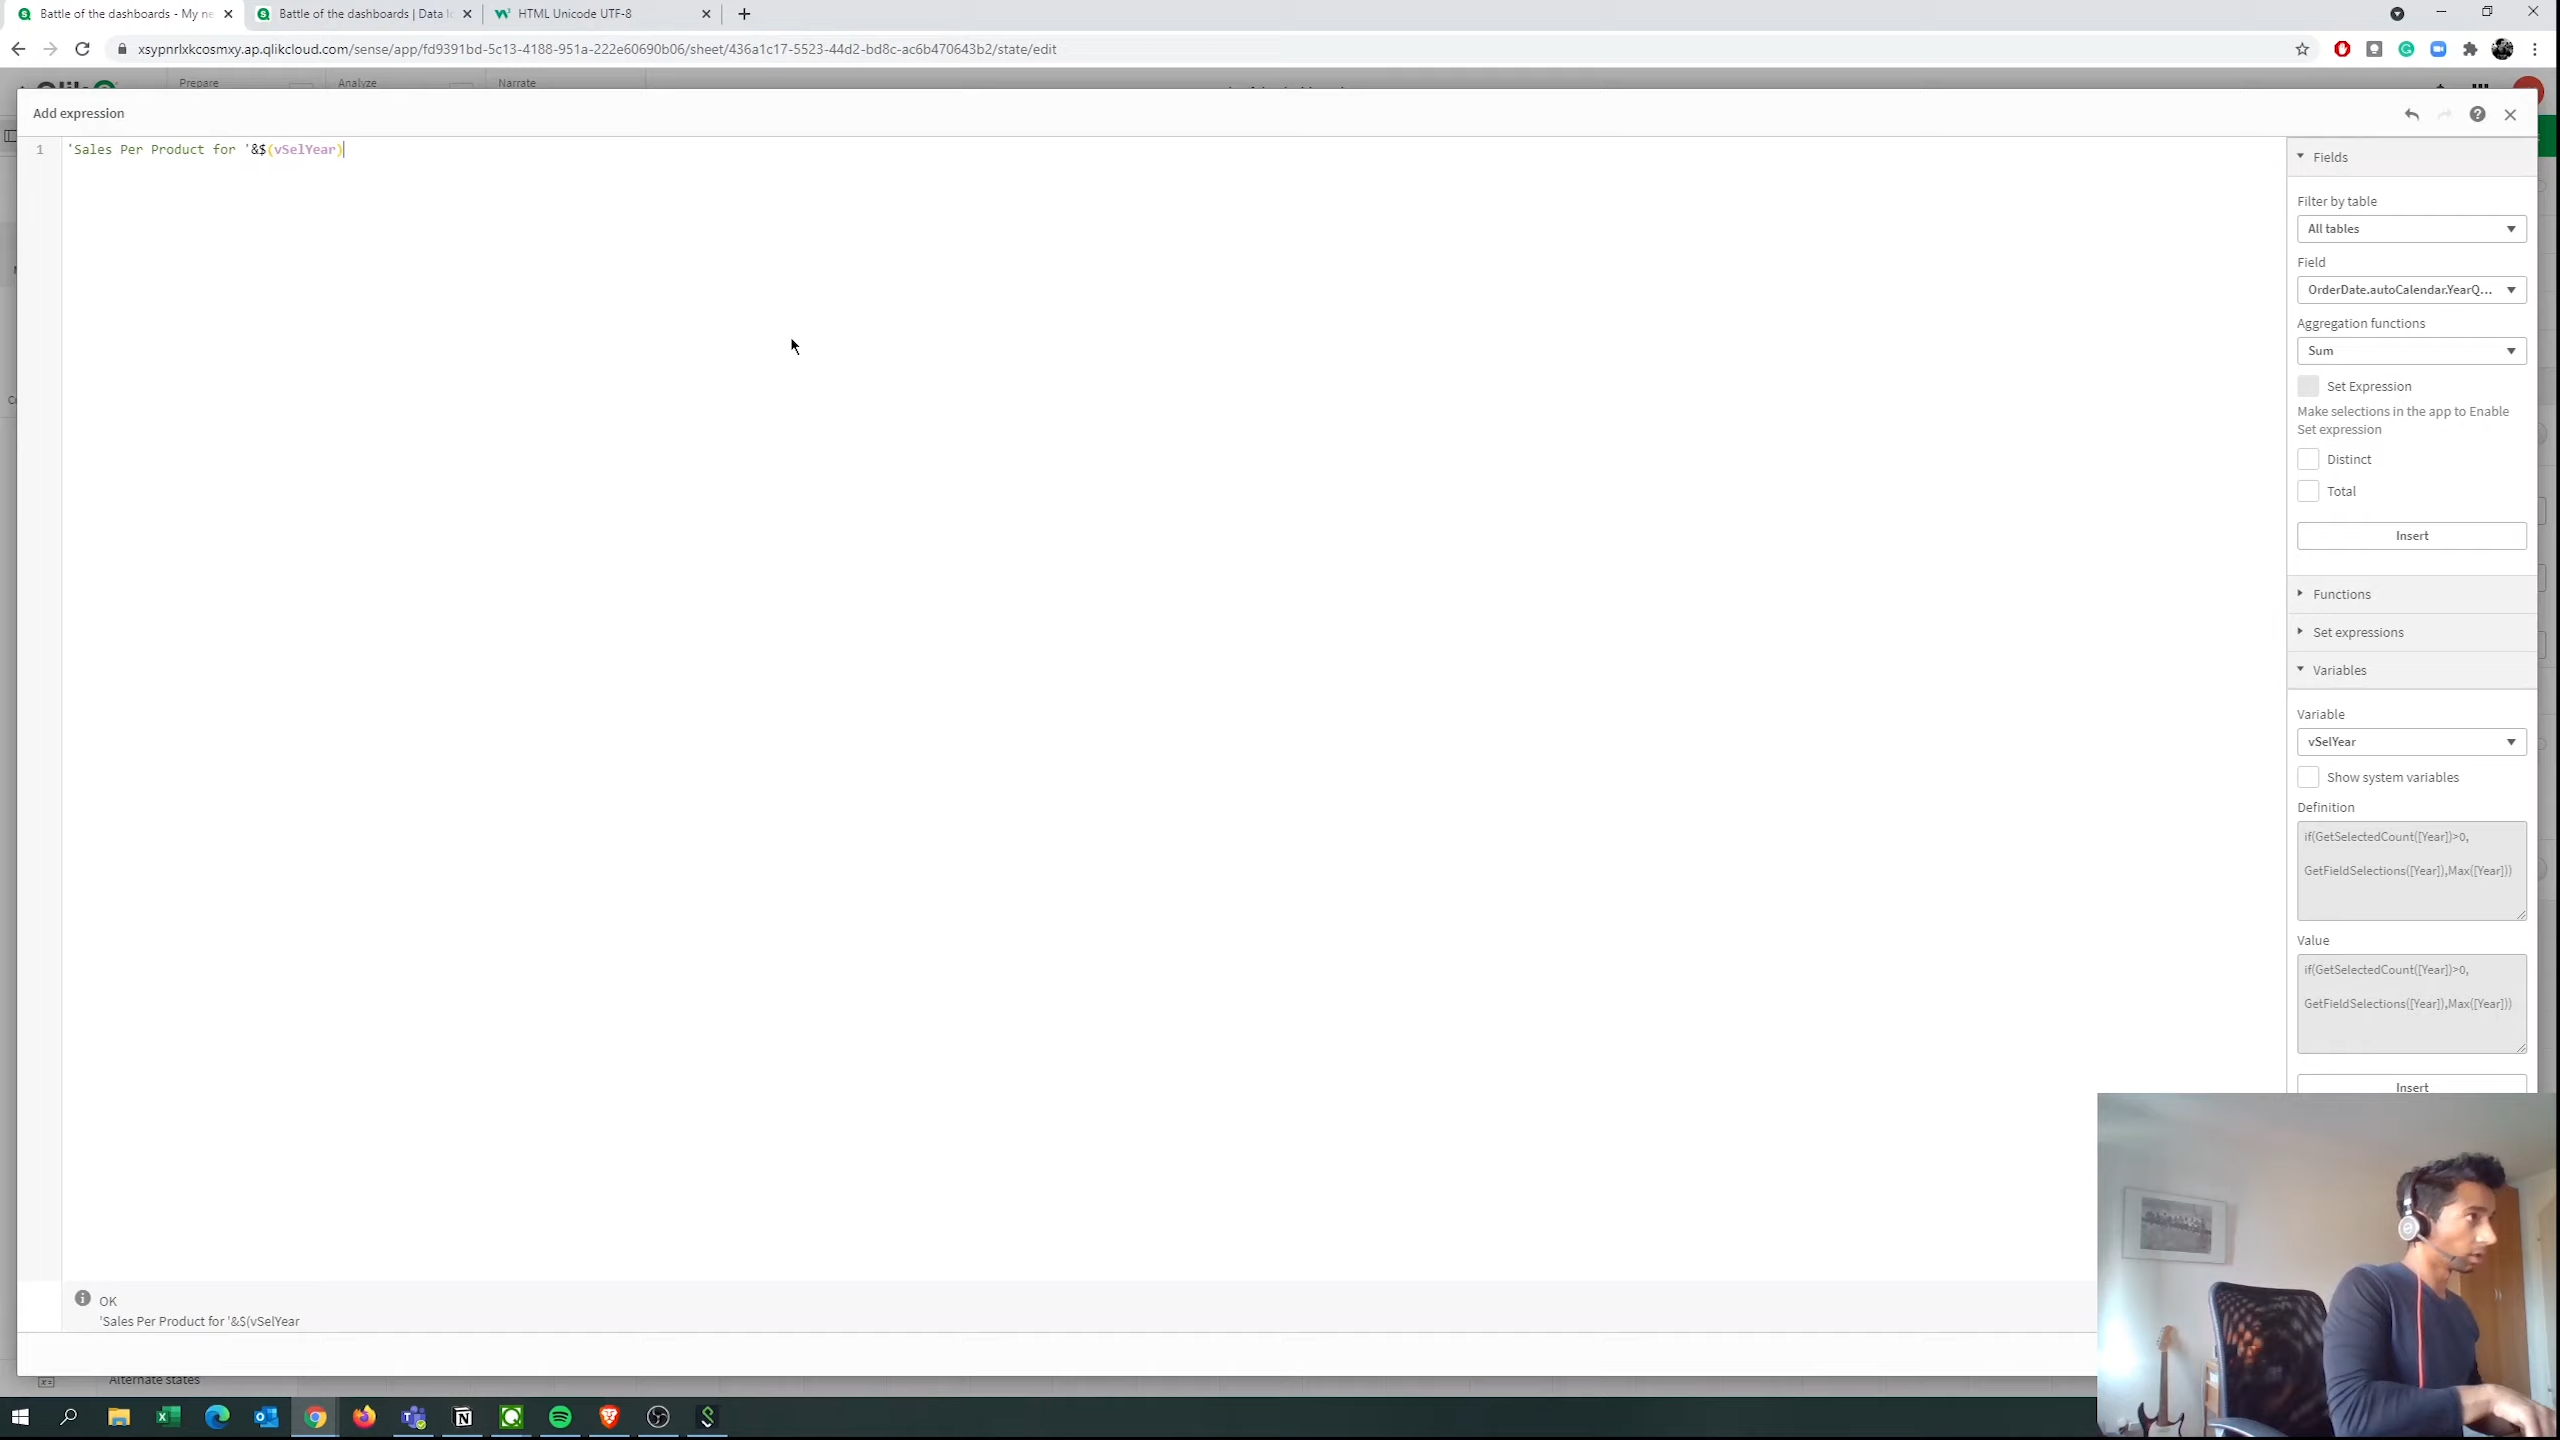 Battle of the dashboards - My ne
Battle of the dashboards | Data lo
HTML Unicode UTF-8
xsypnrlxkcosmxy.ap.qlikcloud.com/sense/app/fd9391bd-5c13-4188-951a-222e60690b06/sheet/436a1c17-5523-44d2-bd8c-ac6b470643b2/state/edit
Prepare
Analyze
Narrate
Add expression
1 'Sales Per Product for '&$(vSelYear)
Fields
Filter by table
All tables
Field
OrderDate.autoCalendar.YearQ...
Aggregation functions
Sum
Set Expression
Make selections in the app to Enable
Set expression
Distinct
Total
Insert
Functions
Set expressions
Variables
Variable
vSelYear
Show system variables
Definition
if(GetSelectedCount([Year])>0,
GetFieldSelections([Year]),Max([Year]))
Value
if(GetSelectedCount([Year])>0,
GetFieldSelections([Year]),Max([Year]))
Insert
OK
'Sales Per Product for '&$(vSelYear
Alternate states